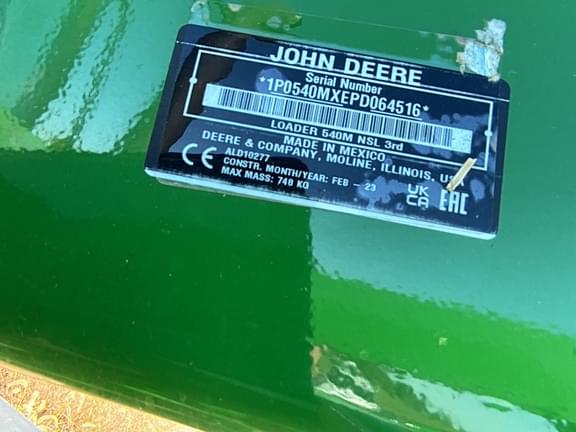 JOHN DEERE
Serial Number
*1P0540MXEPD064516*
LOADER 540M NSL 3rd
MADE IN MEXICO
DEERE & COMPANY, MOLINE, ILLINOIS, USA
ALD10277
CE
CONSTR. MONTH/YEAR: FEB - 23
MAX MASS: 748 KG
UK
CA
EAC